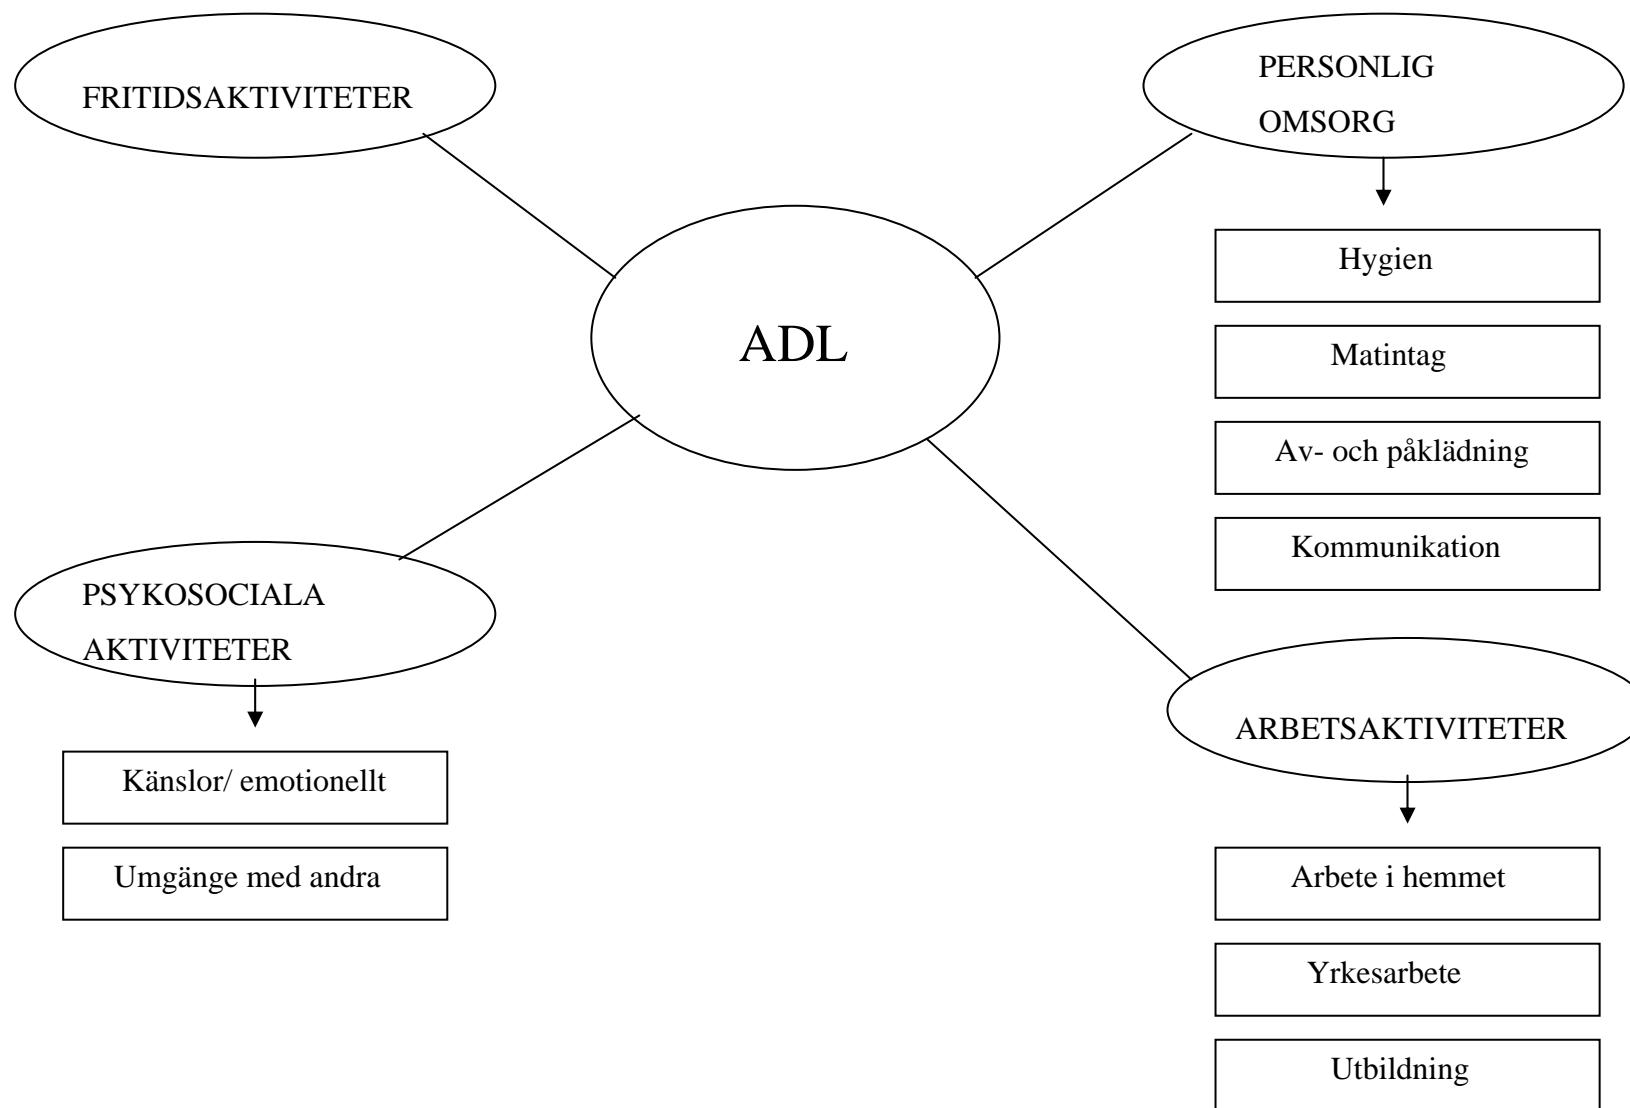 FRITIDSAKTIVITETER
PERSONLIG
OMSORG
Hygien
Matintag
Av- och påklädning
Kommunikation
ADL
PSYKOSOCIALA
AKTIVITETER
Känslor/ emotionellt
Umgänge med andra
ARBETSAKTIVITETER
Arbete i hemmet
Yrkesarbete
Utbildning